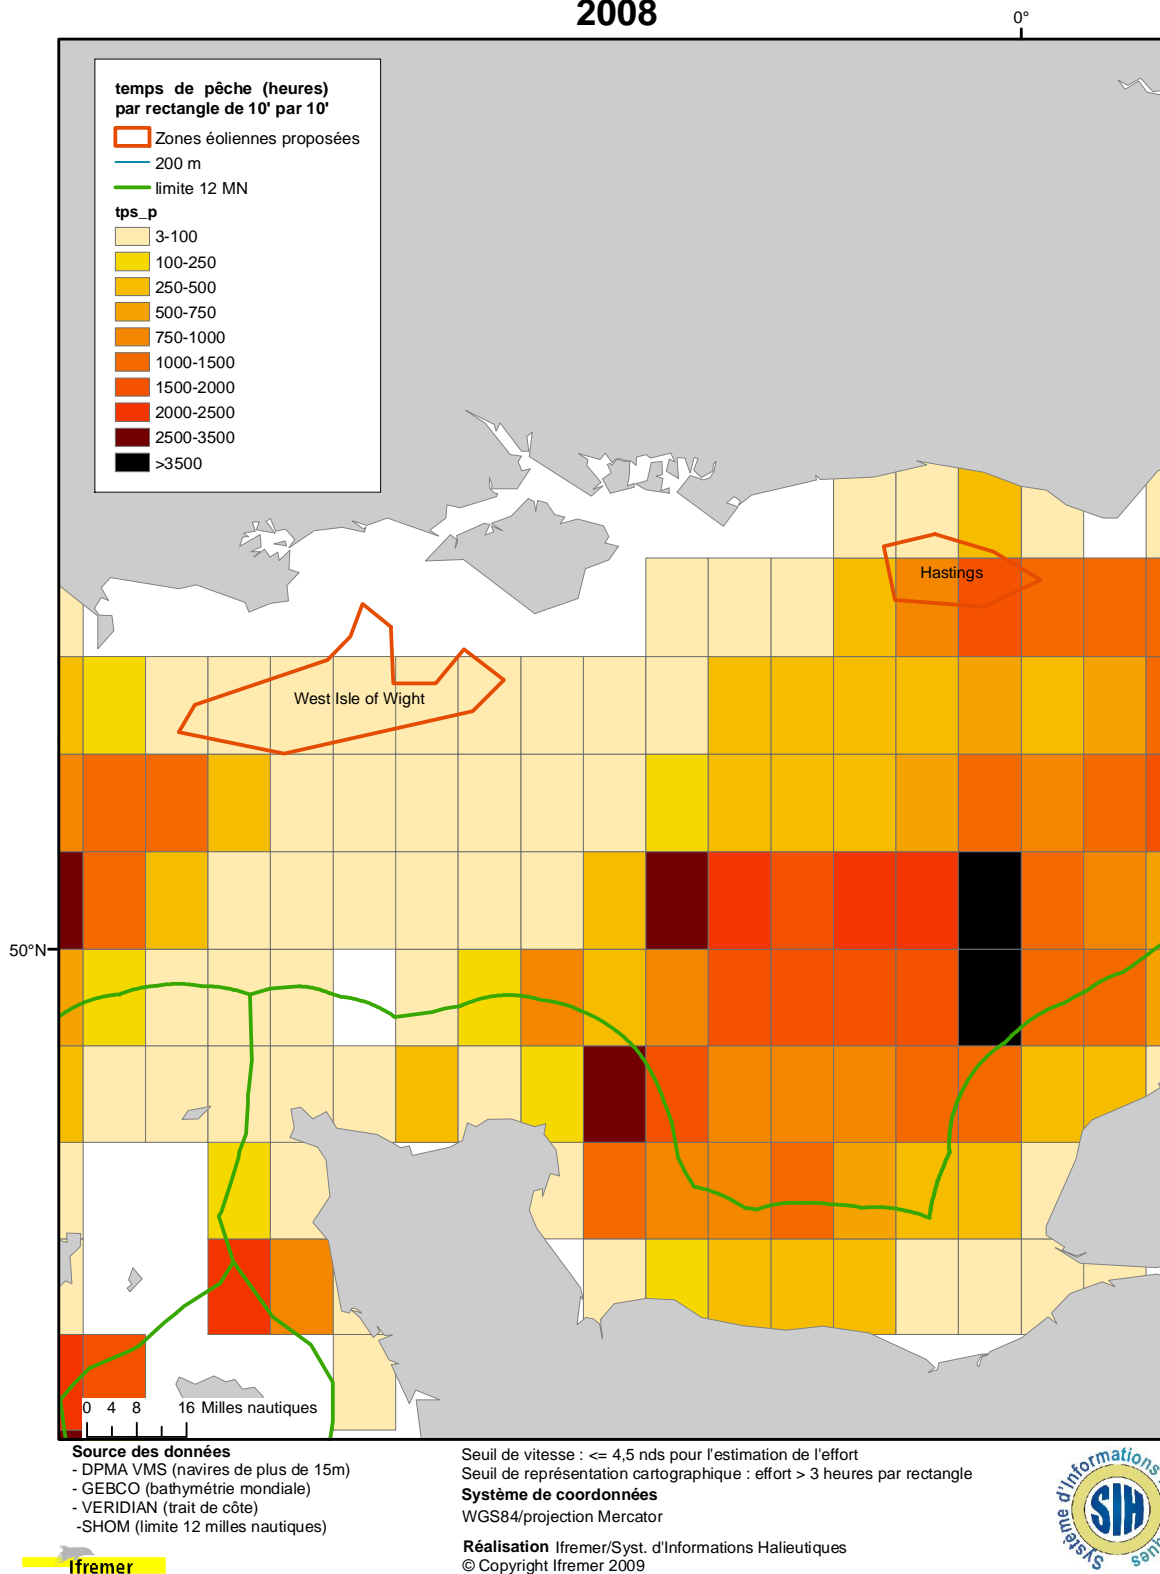 2008
0°
temps de pêche (heures)
par rectangle de 10' par 10'
Zones éoliennes proposées
200 m
limite 12 MN
tps_p
3-100
100-250
250-500
500-750
750-1000
1000-1500
1500-2000
2000-2500
2500-3500
>3500
Hastings
West Isle of Wight
50°N
0 4 8 16 Milles nautiques
Source des données
- DPMA VMS (navires de plus de 15m)
- GEBCO (bathymétrie mondiale)
- VERIDIAN (trait de côte)
-SHOM (limite 12 milles nautiques)
Ifremer
Seuil de vitesse : <= 4,5 nds pour l'estimation de l'effort
Seuil de représentation cartographique : effort > 3 heures par rectangle
Système de coordonnées
WGS84/projection Mercator
Réalisation Ifremer/Syst. d'Informations Halieutiques
© Copyright Ifremer 2009
Système d'Informations
SIH